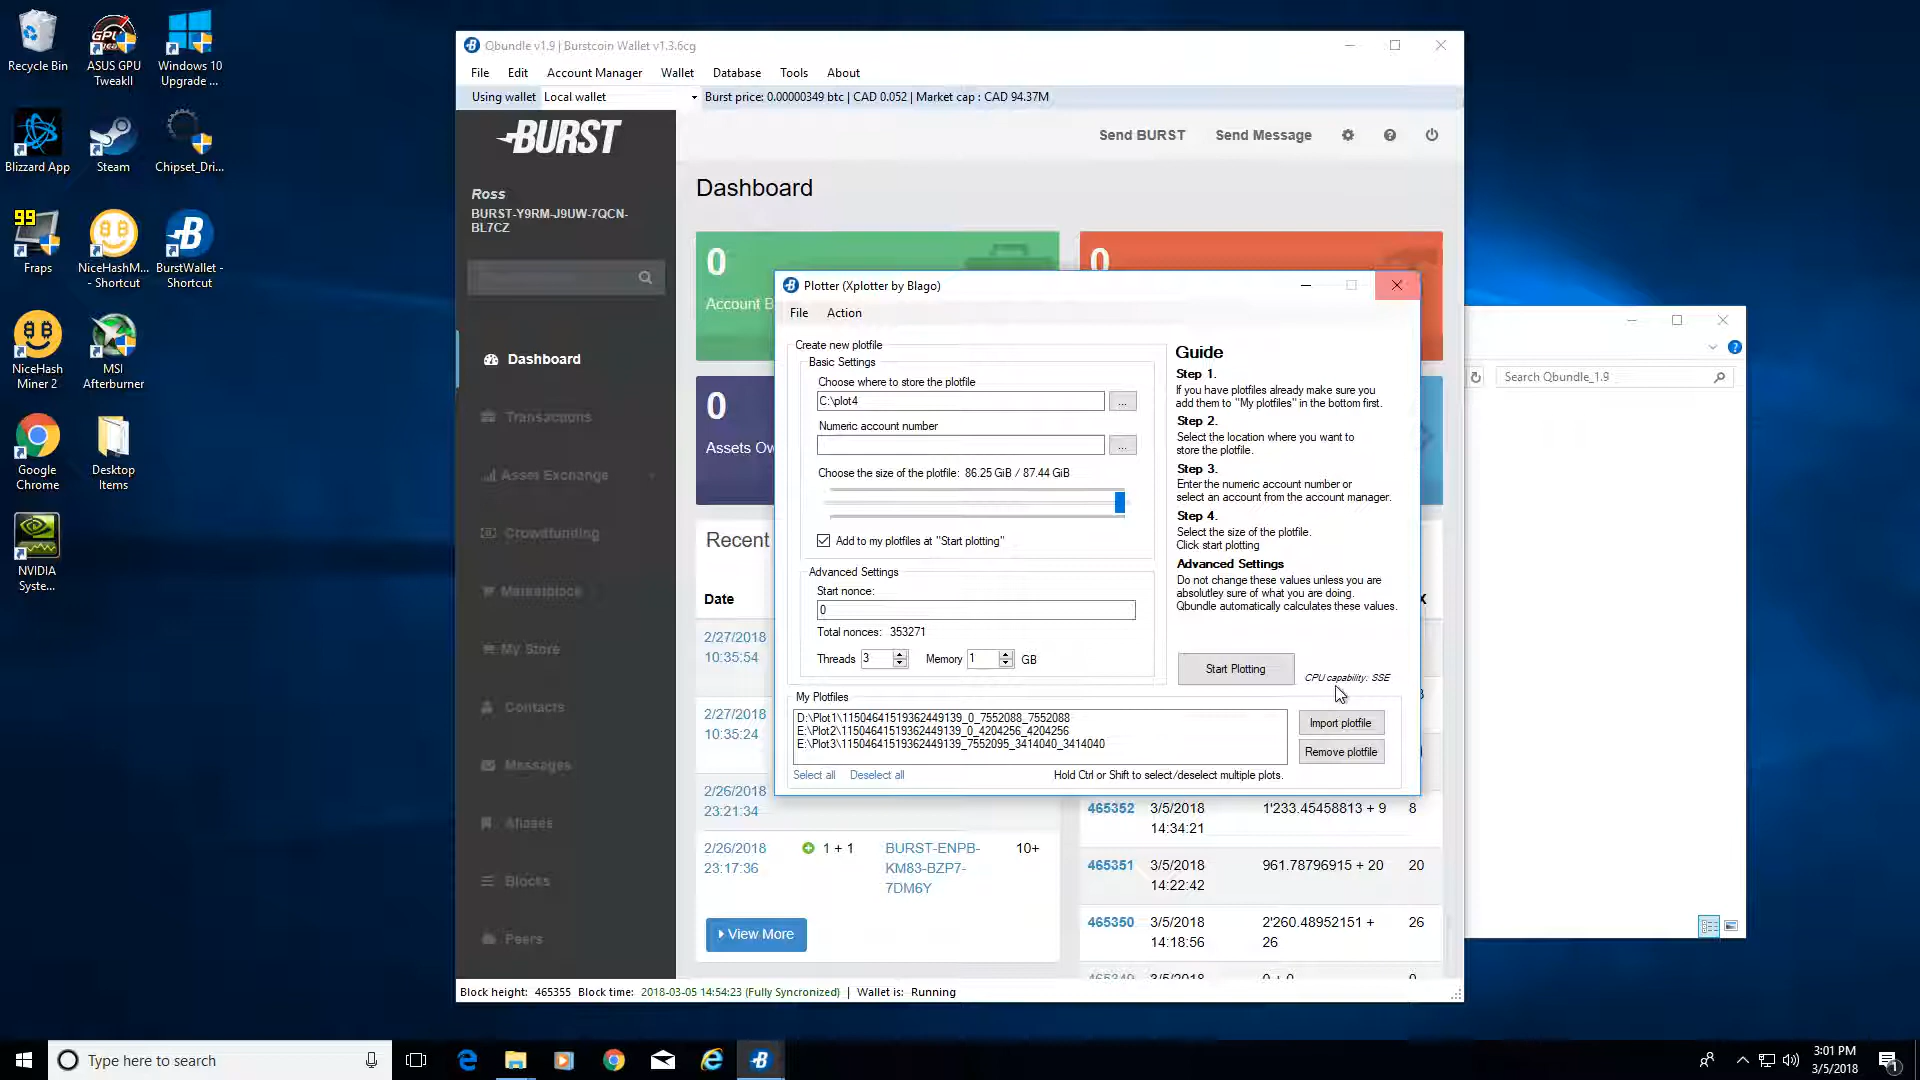 Recycle Bin
ASUS GPU
TweakII
Windows 10
Upgrade ...
Blizzard App
Steam
Chipset_Dri...
99
Fraps
NiceHashM...
- Shortcut
BurstWallet -
Shortcut
NiceHash
Miner 2
MSI
Afterburner
Google
Chrome
Desktop
Items
NVIDIA
Syste...
Qbundle v1.9 | Burstcoin Wallet v1.3.6cg
File Edit Account Manager Wallet Database Tools About
Using wallet Local wallet Burst price: 0.00000349 btc | CAD 0.052 | Market cap : CAD 94.37M
BURST
Send BURST Send Message
Ross
BURST-Y9RM-J9UW-7QCN-
BL7CZ
Dashboard
Transactions
Asset Exchange
Crowdfunding
Marketplace
My Store
Contacts
Messages
Aliases
Blocks
Peers
Dashboard
0
Account B
0
0
Assets Ow
Recent
Date
2/27/2018
10:35:54
2/27/2018
10:35:24
2/26/2018
23:21:34
2/26/2018
23:17:36
1 + 1
BURST-ENPB-
KM83-BZP7-
7DM6Y
10+
View More
465352 3/5/2018 1'233.45458813 + 9 8
14:34:21
465351 3/5/2018 961.78796915 + 20 20
14:22:42
465350 3/5/2018 2'260.48952151 + 26
14:18:56 26
Block height: 465355 Block time: 2018-03-05 14:54:23 (Fully Syncronized) | Wallet is: Running
Plotter (Xplotter by Blago)
File Action
Create new plotfile
Basic Settings
Choose where to store the plotfile
C:\plot4
...
Numeric account number
...
Choose the size of the plotfile: 86.25 GiB / 87.44 GiB
Add to my plotfiles at "Start plotting"
Advanced Settings
Start nonce:
0
Total nonces: 353271
Threads 3 Memory 1 GB
Guide
Step 1.
If you have plotfiles already make sure you
add them to "My plotfiles" in the bottom first.
Step 2.
Select the location where you want to
store the plotfile.
Step 3.
Enter the numeric account number or
select an account from the account manager.
Step 4.
Select the size of the plotfile.
Click start plotting
Advanced Settings
Do not change these values unless you are
absolutley sure of what you are doing.
Qbundle automatically calculates these values.
Start Plotting
CPU capability: SSE
My Plotfiles
D:\Plot1\11504641519362449139_0_7552088_7552088
E:\Plot2\11504641519362449139_0_4204256_4204256
E:\Plot3\11504641519362449139_7552095_3414040_3414040
Import plotfile
Remove plotfile
Select all Deselect all Hold Ctrl or Shift to select/deselect multiple plots.
Search Qbundle_1.9
Type here to search
3:01 PM
3/5/2018
1